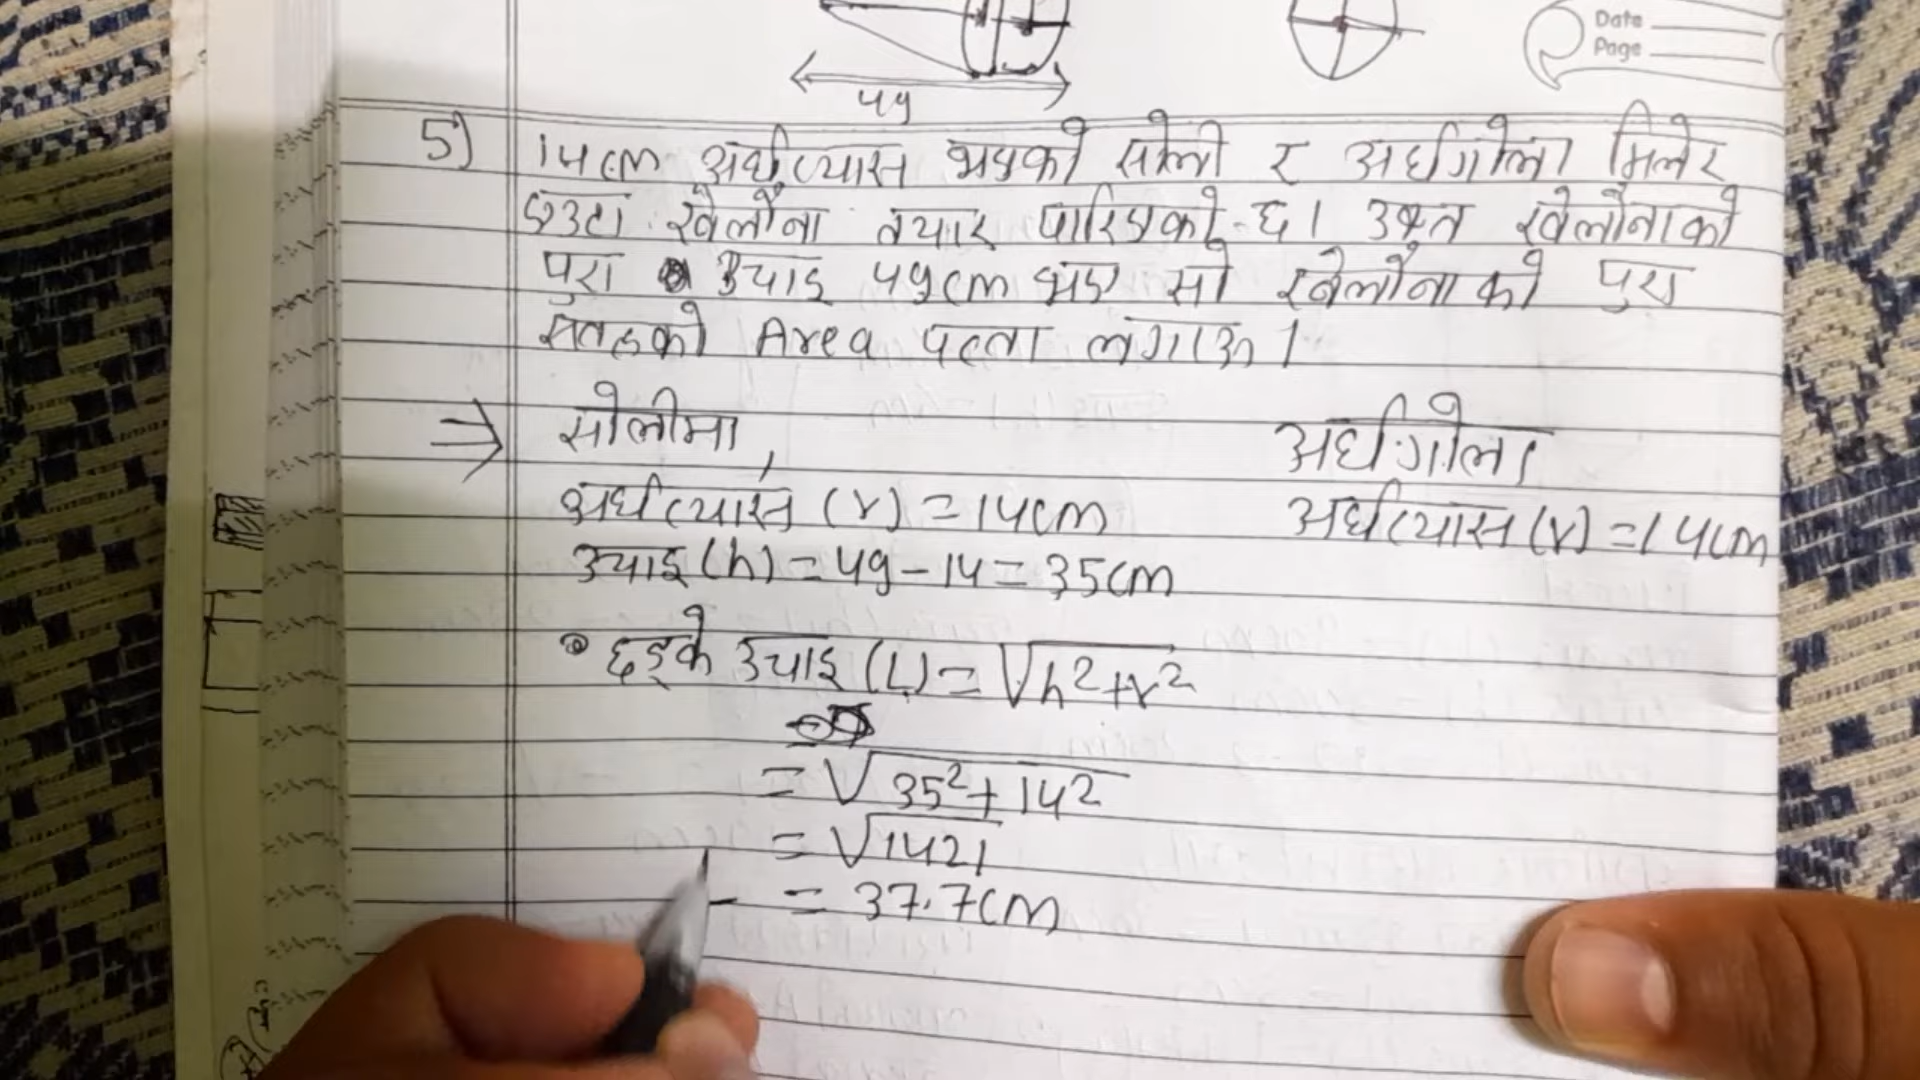 Date
Page
49
5) 14cm अर्धव्यास भएको सोली र अर्धगोला मिलेर
एउटा खेलौना तयार पारिएको छ। उक्त खेलौनाको
पुरा उचाइ 49cm भए सो खेलौनाको पुरा
सतहको Area पत्ता लगाऊ।
⇒ सोलीमा, अर्धगोला
अर्धव्यास (r) = 14cm अर्धव्यास (r) = 14cm
उचाइ (h) = 49 - 14 = 35cm
छड्के उचाइ (L) = √h²+r²
= √35²+14²
= √1421
= 37.7cm